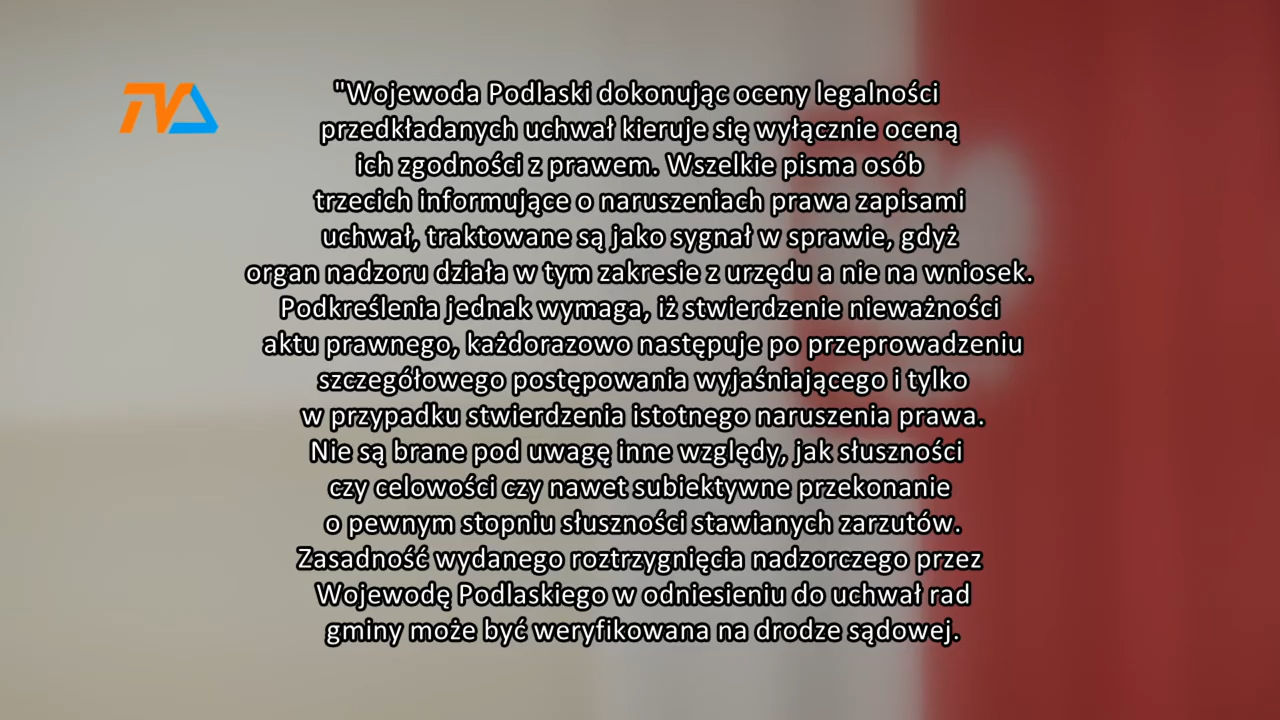 TVA
"Wojewoda Podlaski dokonując oceny legalności
przedkładanych uchwał kieruje się wyłącznie oceną
ich zgodności z prawem. Wszelkie pisma osób
trzecich informujące o naruszeniach prawa zapisami
uchwał, traktowane są jako sygnał w sprawie, gdyż
organ nadzoru działa w tym zakresie z urzędu a nie na wniosek.
Podkreślenia jednak wymaga, iż stwierdzenie nieważności
aktu prawnego, każdorazowo następuje po przeprowadzeniu
szczegółowego postępowania wyjaśniającego i tylko
w przypadku stwierdzenia istotnego naruszenia prawa.
Nie są brane pod uwagę inne względy, jak słuszności
czy celowości czy nawet subiektywne przekonanie
o pewnym stopniu słuszności stawianych zarzutów.
Zasadność wydanego roztrzygnięcia nadzorczego przez
Wojewodę Podlaskiego w odniesieniu do uchwał rad
gminy może być weryfikowana na drodze sądowej.